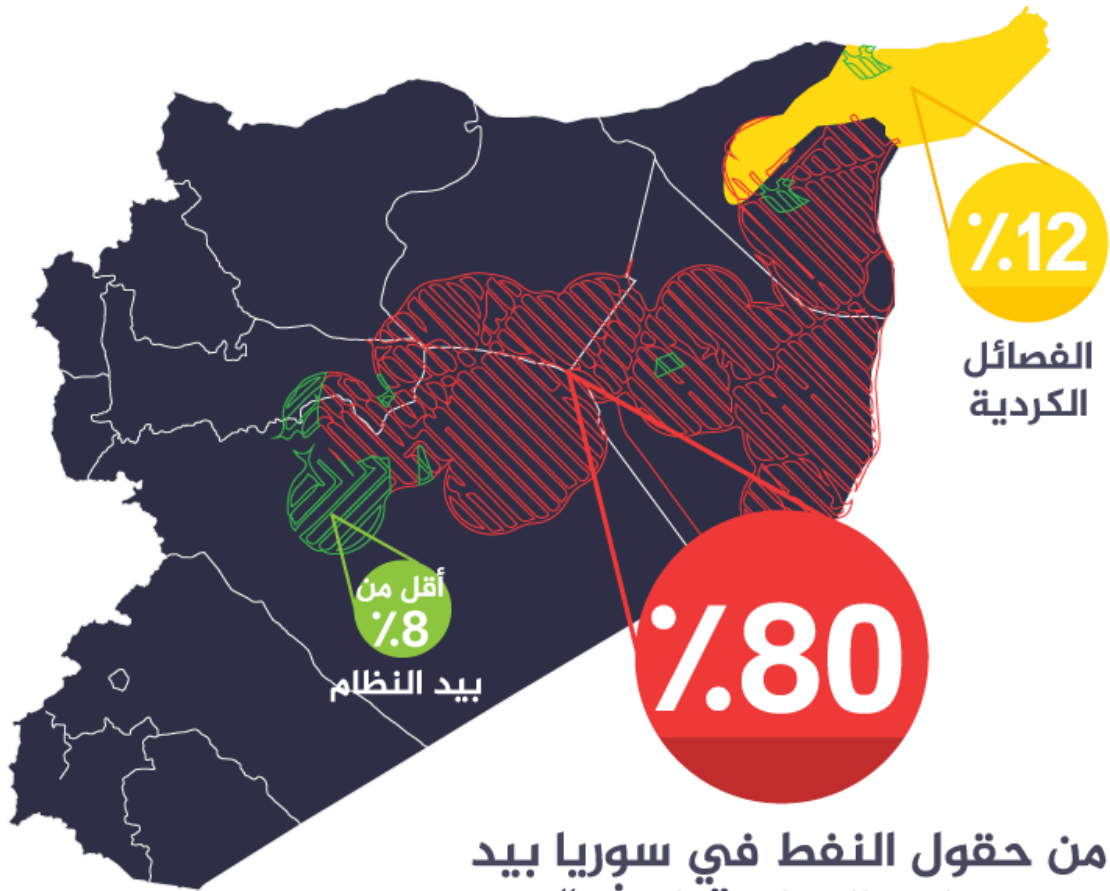 ٪12
الفصائل
الكردية
أقل من
٪8
بيد النظام
٪80
من حقول النفط في سوريا بيد